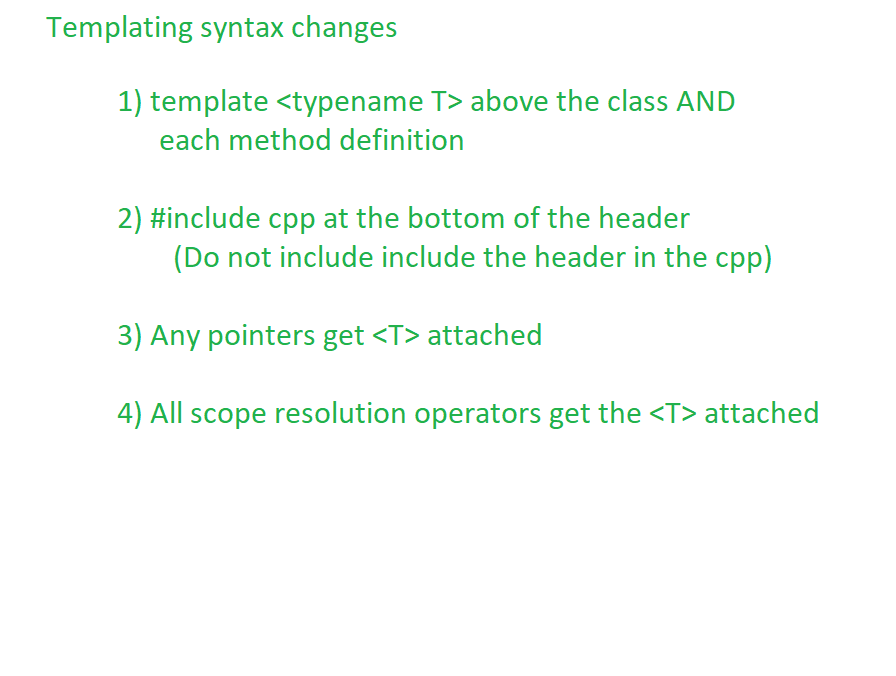 Templating syntax changes
1) template <typename T> above the class AND
each method definition
2) #include cpp at the bottom of the header
(Do not include include the header in the cpp)
3) Any pointers get <T> attached
4) All scope resolution operators get the <T> attached